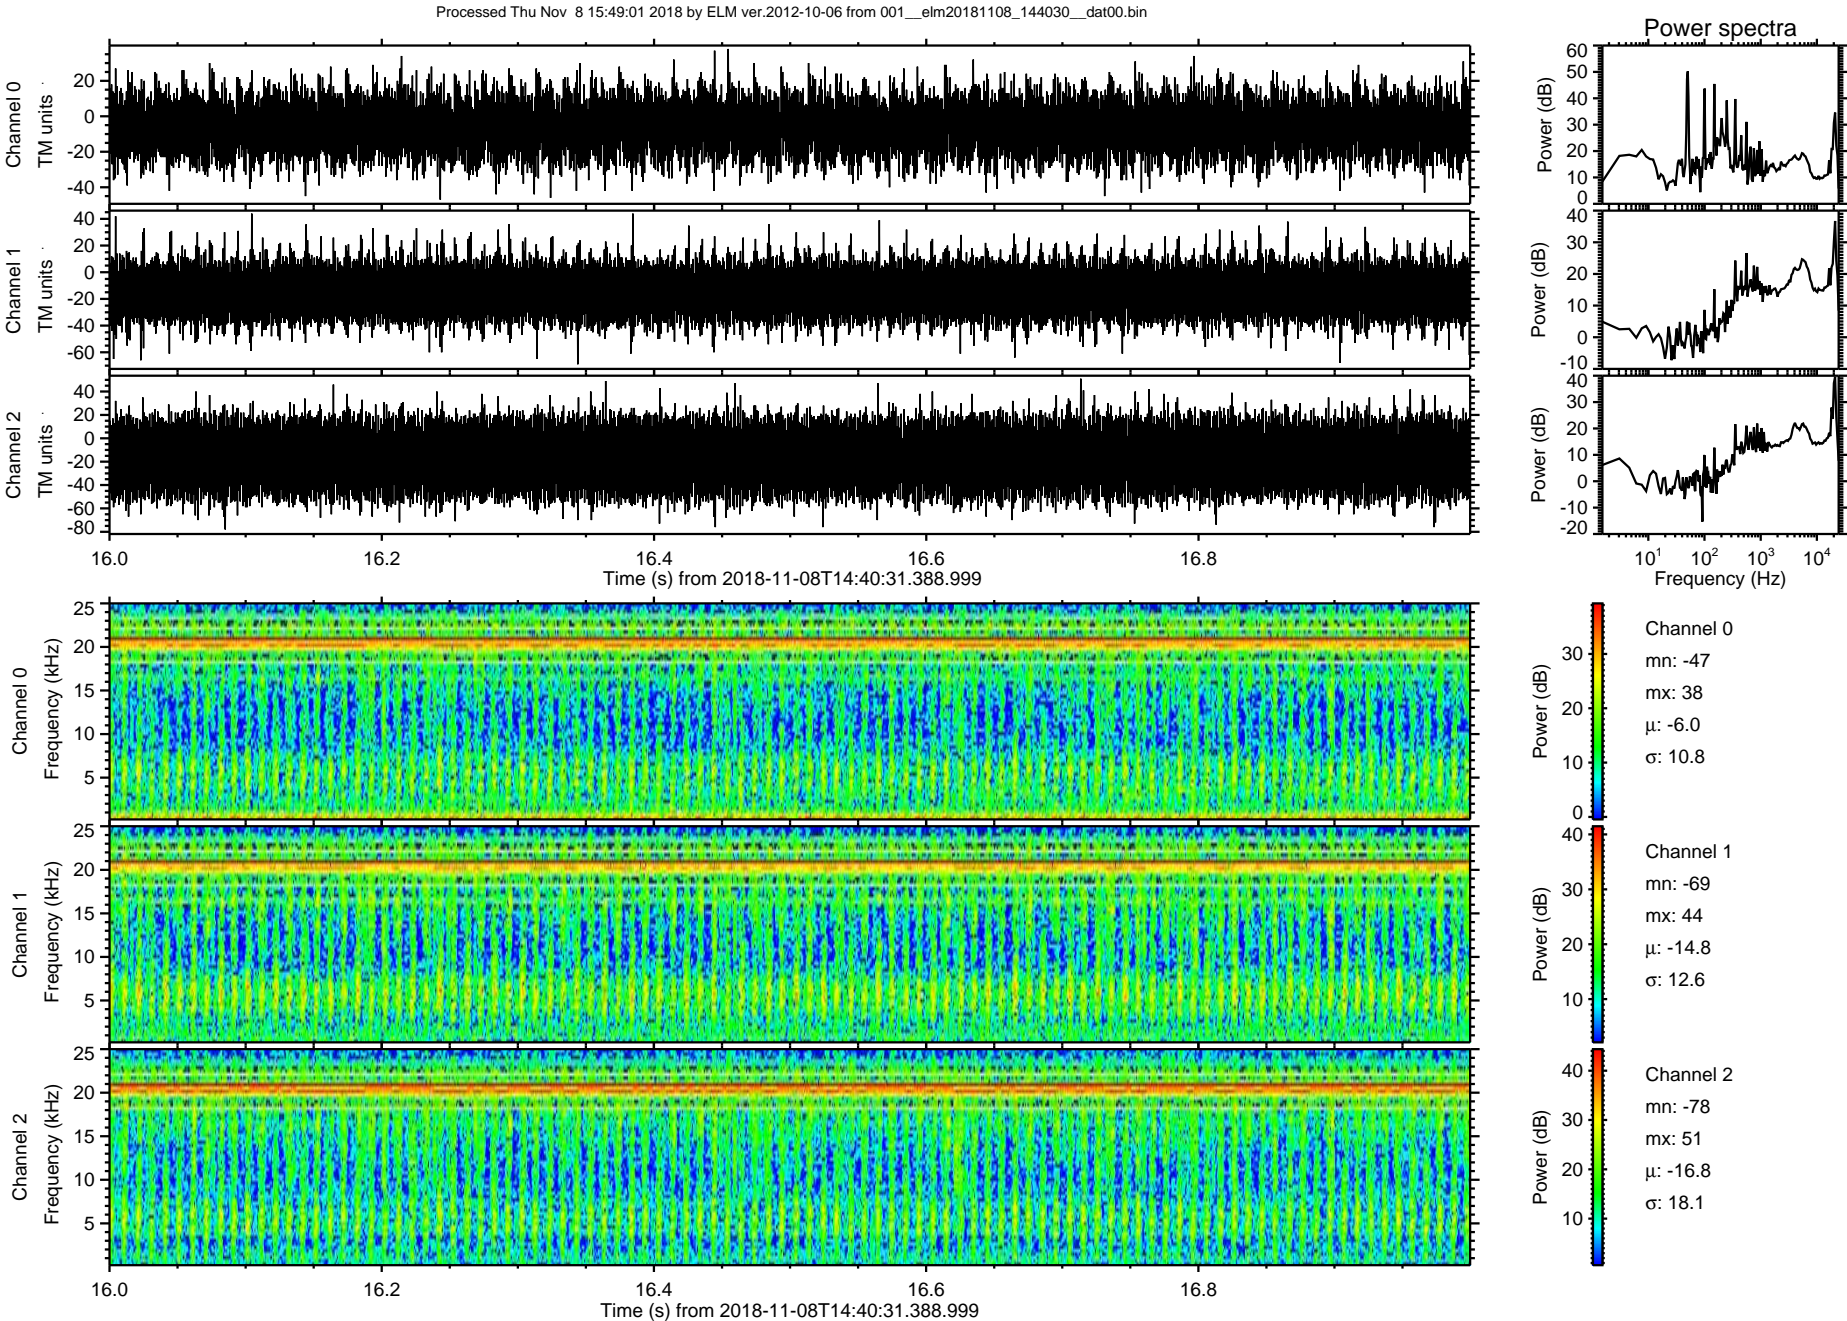 Processed Thu Nov  8 15:49:01 2018 by ELM ver.2012-10-06 from 001__elm20181108_144030__dat00.bin
Power spectra
Channel 0
TM units
20
0
-20
-40
Power (dB)
60
50
40
30
20
10
0
Channel 1
TM units
40
20
0
-20
-40
-60
Power (dB)
40
30
20
10
0
-10
Channel 2
TM units
40
20
0
-20
-40
-60
-80
Power (dB)
40
30
20
10
0
-10
-20
16.0 16.2 16.4 16.6 16.8
Time (s) from 2018-11-08T14:40:31.388.999
10¹ 10² 10³ 10⁴
Frequency (Hz)
Channel 0
Frequency (kHz)
25
20
15
10
5
Power (dB)
30
20
10
0
Channel 0
mn: -47
mx: 38
μ: -6.0
σ: 10.8
Channel 1
Frequency (kHz)
25
20
15
10
5
Power (dB)
40
30
20
10
Channel 1
mn: -69
mx: 44
μ: -14.8
σ: 12.6
Channel 2
Frequency (kHz)
25
20
15
10
5
Power (dB)
40
30
20
10
Channel 2
mn: -78
mx: 51
μ: -16.8
σ: 18.1
16.0 16.2 16.4 16.6 16.8
Time (s) from 2018-11-08T14:40:31.388.999